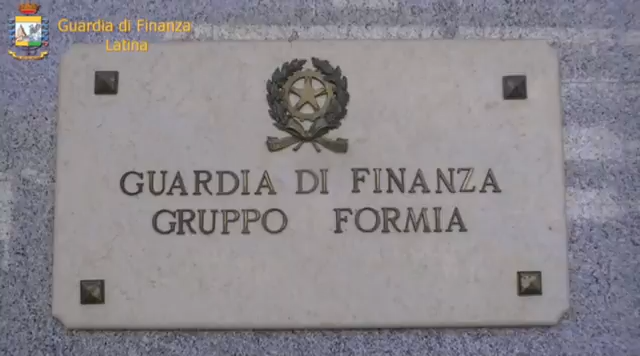 Guardia di Finanza
Latina
GUARDIA DI FINANZA
GRUPPO FORMIA